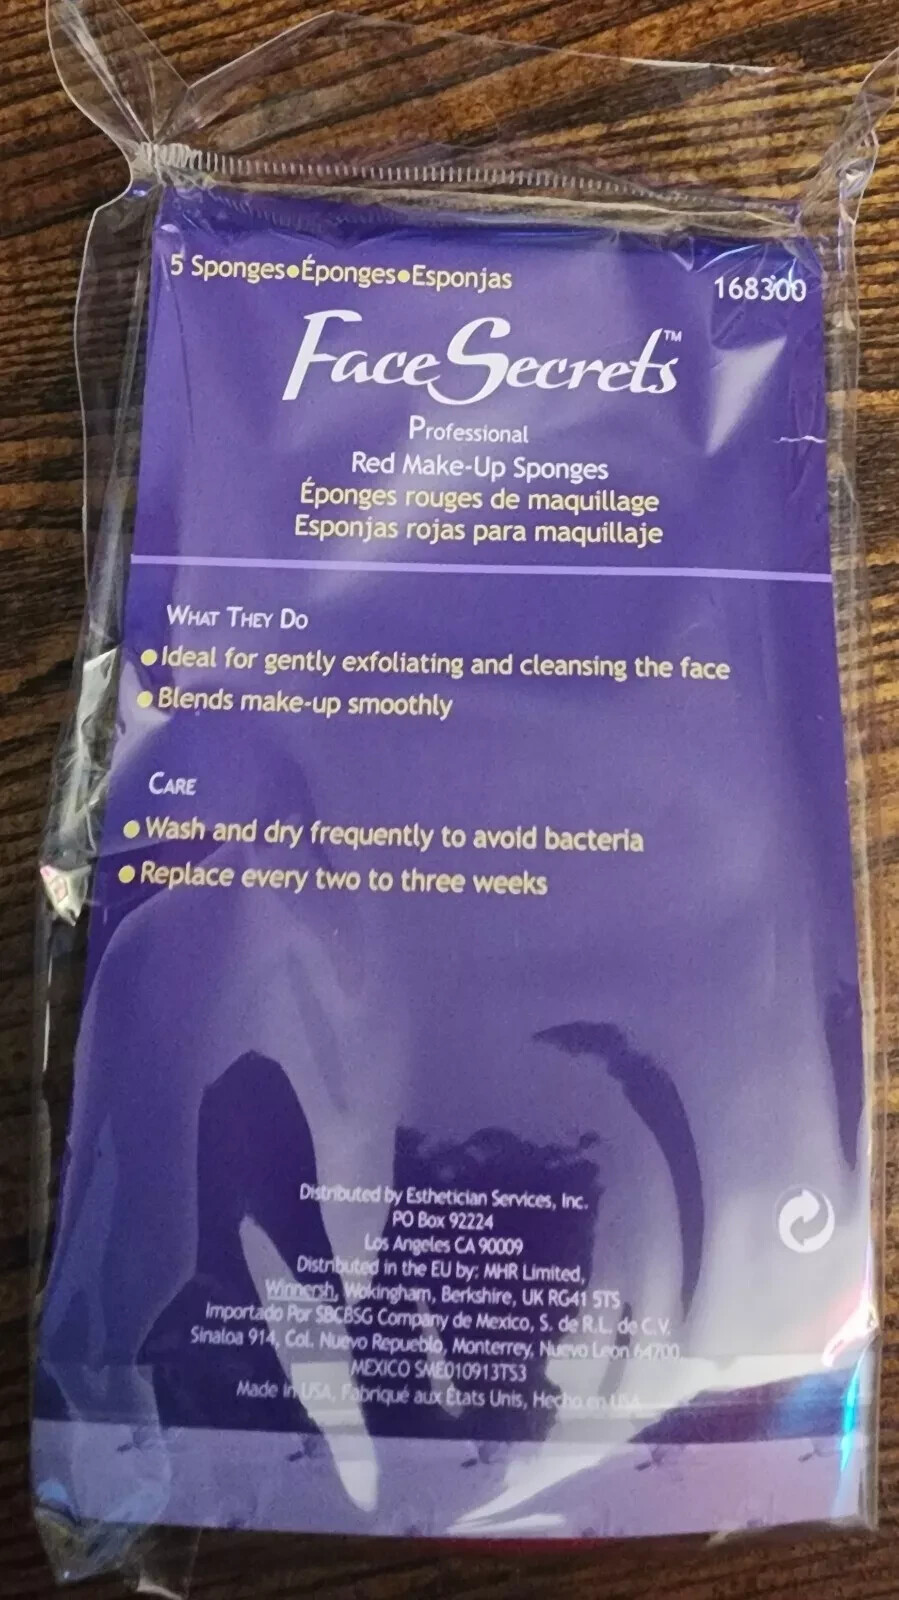 5 Sponges●Éponges●Esponjas
168300
Face Secrets™
Professional
Red Make-Up Sponges
Éponges rouges de maquillage
Esponjas rojas para maquillaje
WHAT THEY DO
●Ideal for gently exfoliating and cleansing the face
●Blends make-up smoothly
CARE
●Wash and dry frequently to avoid bacteria
●Replace every two to three weeks
Distributed by Esthetician Services, Inc.
PO Box 92224
Los Angeles CA 90009
Distributed in the EU by: MHR Limited,
Winnersh, Wokingham, Berkshire, UK RG41 5TS
Importado Por SBCBSG Company de Mexico, S. de R.L. de C.V.
Sinaloa 914, Col. Nuevo Repueblo, Monterrey, Nuevo Leon 64700
MEXICO SME010913TS3
Made in USA, Fabriqué aux États Unis, Hecho en USA